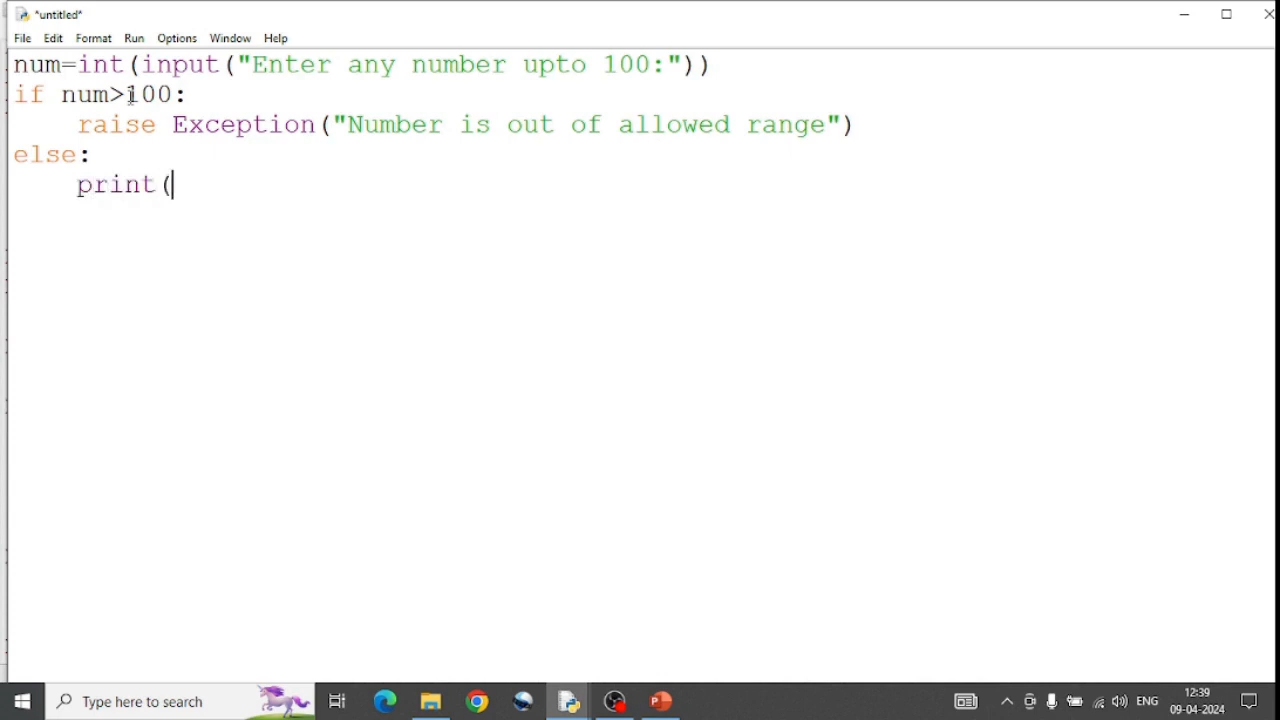 *untitled*
File Edit Format Run Options Window Help
num=int(input("Enter any number upto 100:"))
if num>100:
    raise Exception("Number is out of allowed range")
else:
    print(
Type here to search
ENG
12:39
09-04-2024